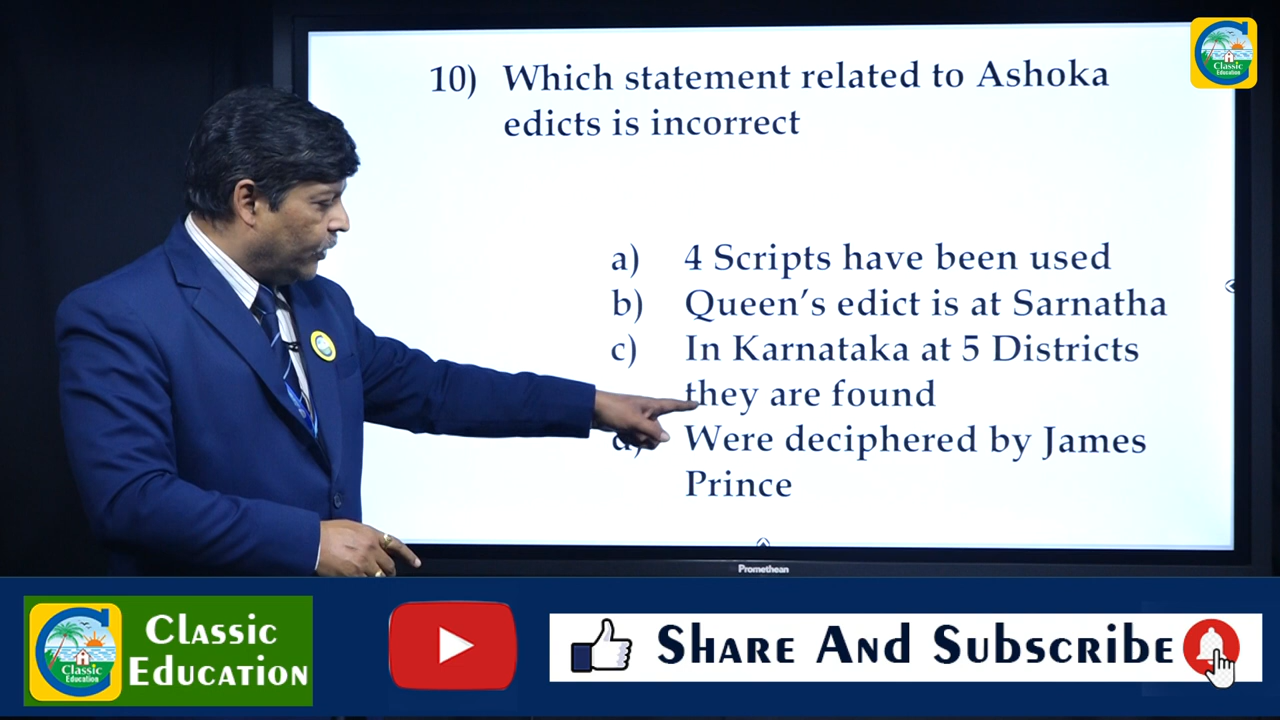 10) Which statement related to Ashoka
edicts is incorrect
a) 4 Scripts have been used
b) Queen's edict is at Sarnatha
c) In Karnataka at 5 Districts
they are found
d) Were deciphered by James
Prince
Promethean
Classic
Education
Classic
Education
Classic
Education
Share And Subscribe